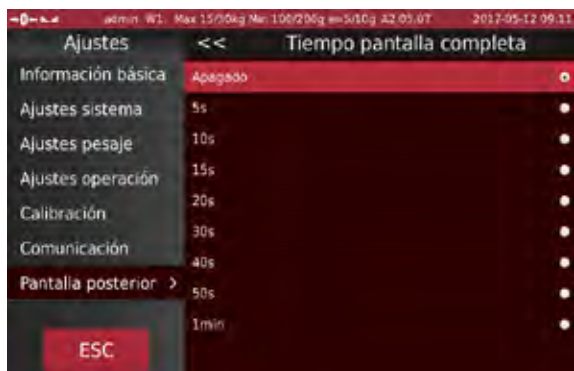 admin W1 Max 15/30kg Min 100/200g e=5/10g A2 05.07 2017-05-12 09:11
Ajustes
<< Tiempo pantalla completa
Información básica
Ajustes sistema
Ajustes pesaje
Ajustes operación
Calibración
Comunicación
Pantalla posterior >
ESC
Apagado
5s
10s
15s
20s
30s
40s
50s
1min